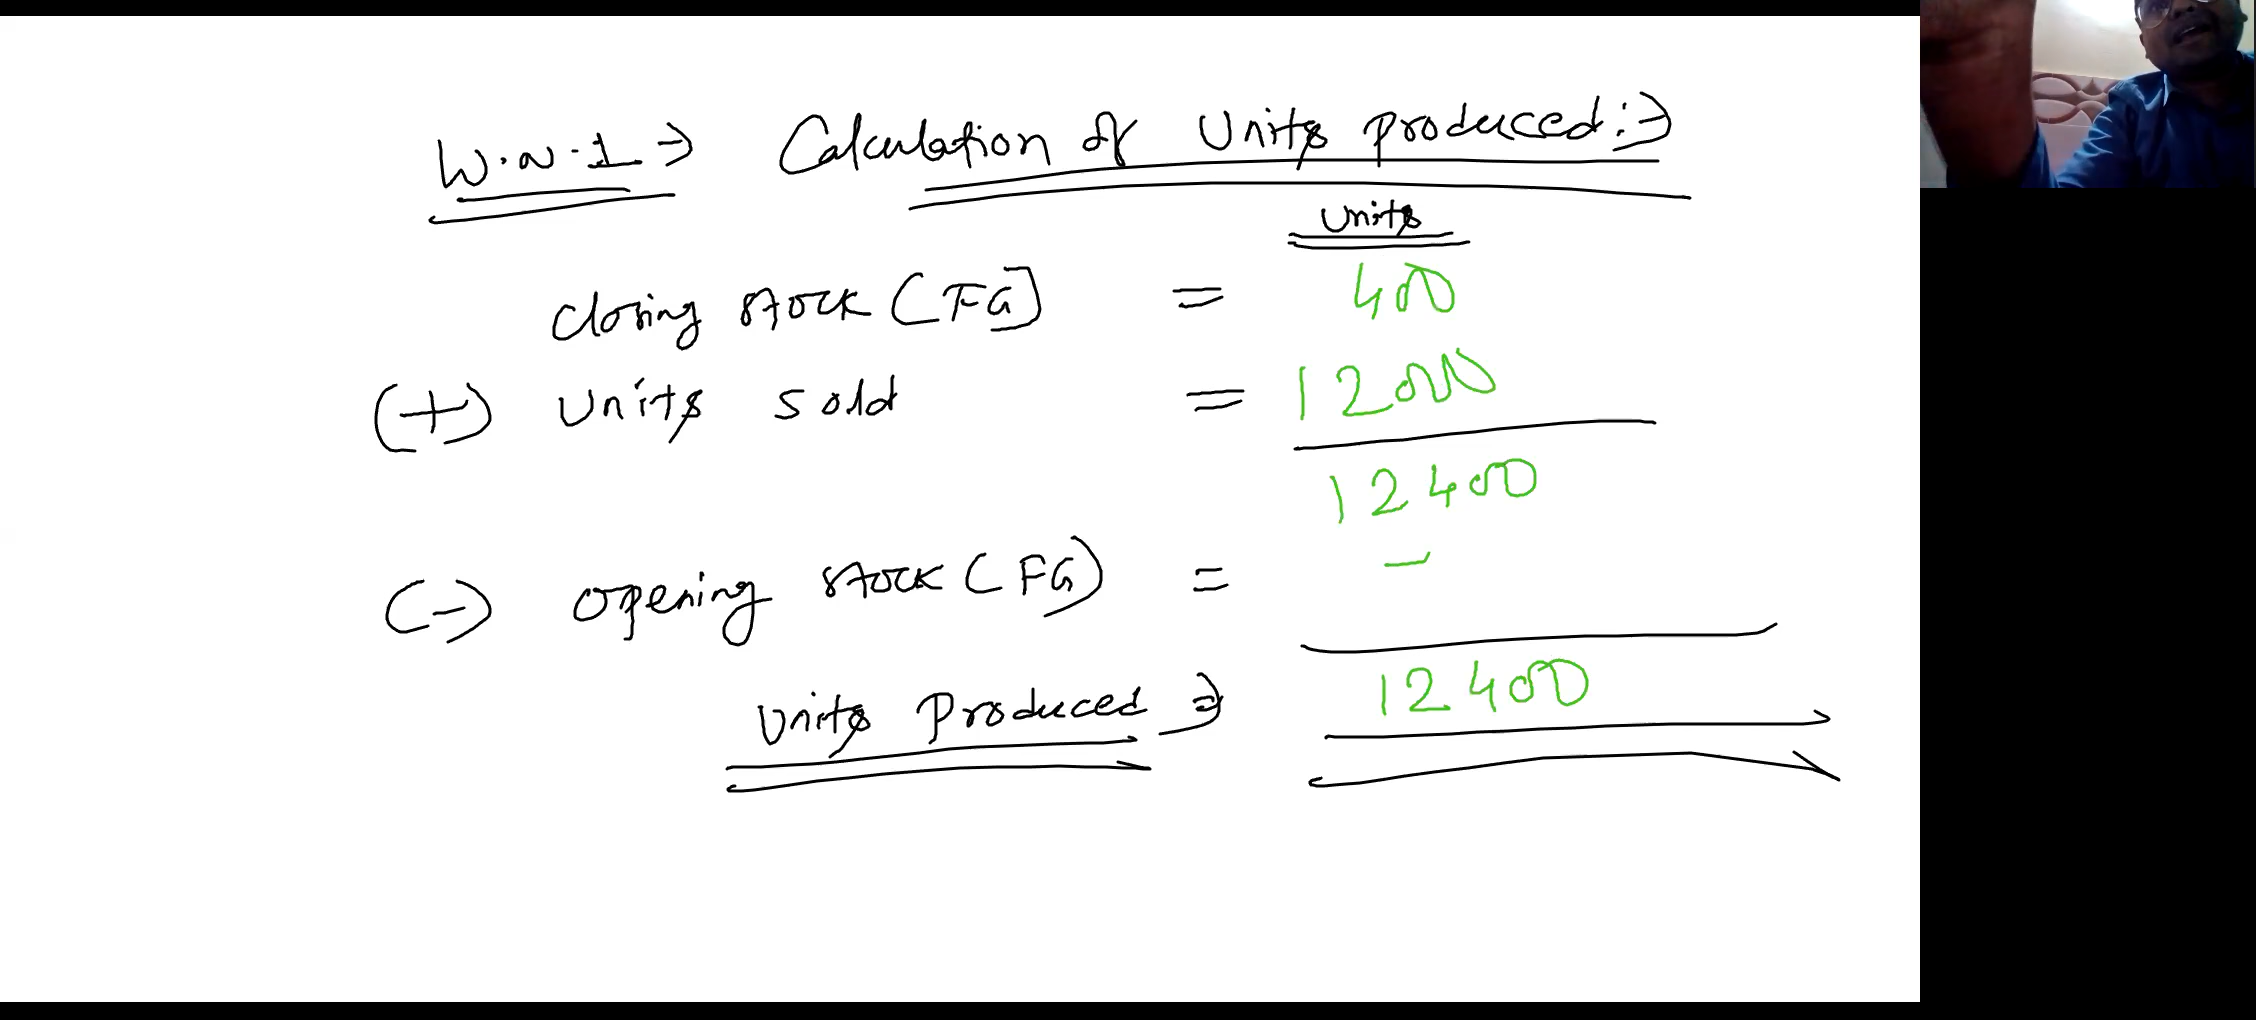 W.N.1 → Calculation of Units Produced :→
Units
Closing Stock (FG) = 400
(+) Units Sold = 12000
12400
(-) Opening Stock (FG) = -
Units Produced → 12400